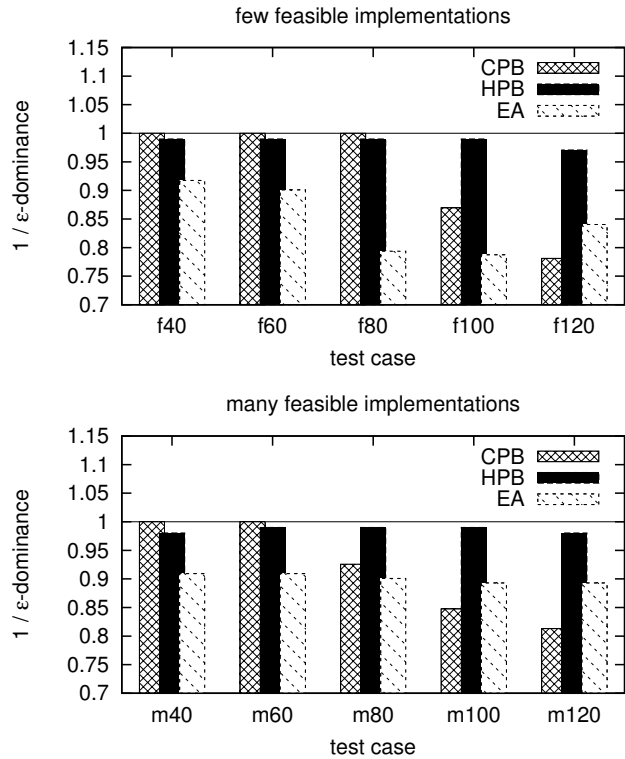 few feasible implementations
1.15
1.1
1.05
1
0.95
0.9
0.85
0.8
0.75
0.7
1 / ε-dominance
CPB
HPB
EA
f40 f60 f80 f100 f120
test case
many feasible implementations
1.15
1.1
1.05
1
0.95
0.9
0.85
0.8
0.75
0.7
1 / ε-dominance
CPB
HPB
EA
m40 m60 m80 m100 m120
test case